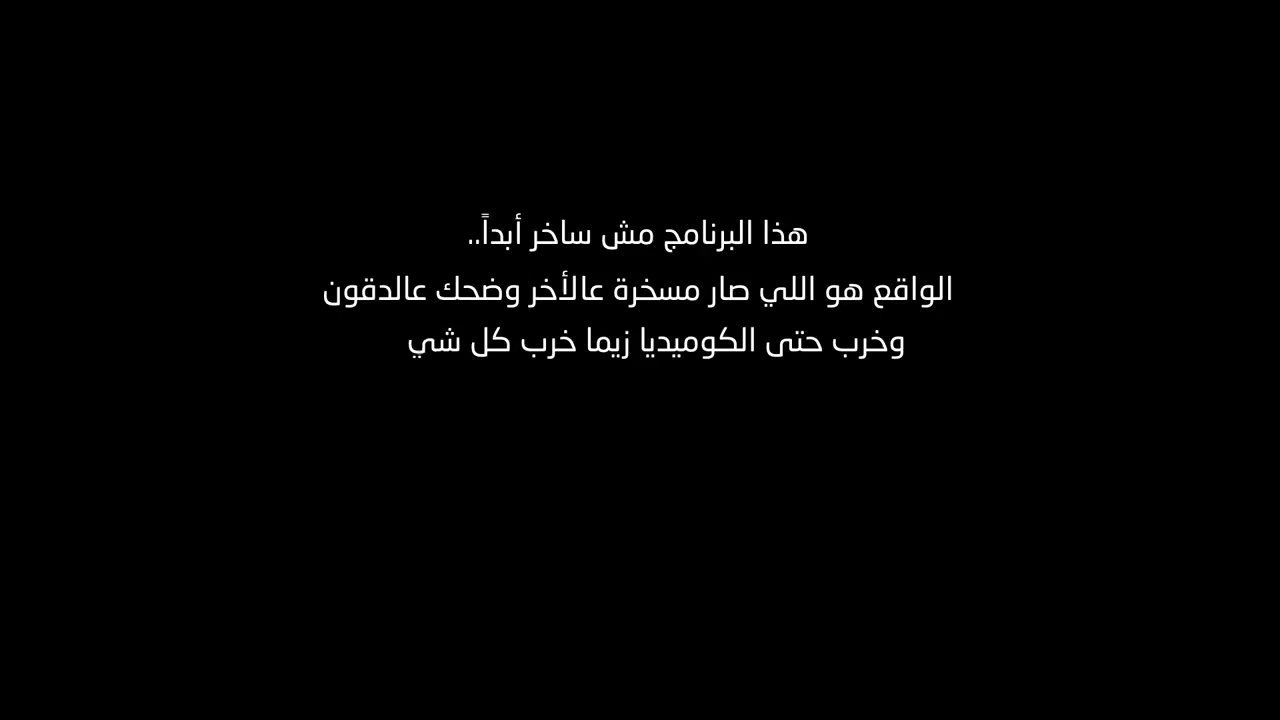 هذا البرنامج مش ساخر أبداً..
الواقع هو اللي صار مسخرة عالأخر وضحك عالدقون
وخرب حتى الكوميديا زيما خرب كل شي